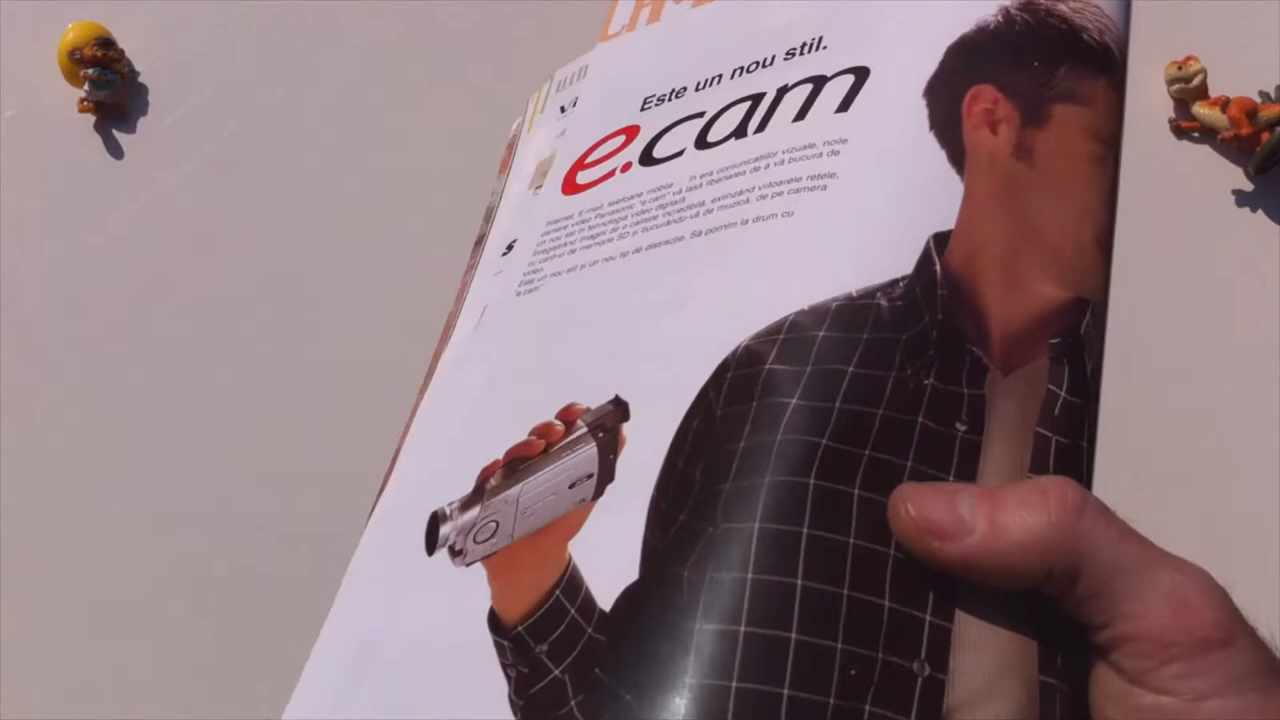 Este un nou stil.
e.cam
Internet, E-mail, telefoane mobile ... În era comunicațiilor vizuale, noile
camere video Panasonic "e.cam" vă lasă libertatea de a vă bucura de
un nou stil în tehnologia video digitală
Înregistrând imagini de o calitate incredibilă, extinzând viitoarele rețele,
cu card-ul de memorie SD și bucurându-vă de muzică, de pe camera
video.
Este un nou stil și un nou tip de distracție. Să pornim la drum cu
"e.cam"